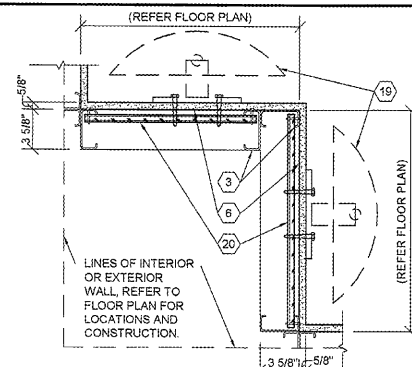 (REFER FLOOR PLAN)
5/8"
3 5/8"
19
3
6
20
(REFER FLOOR PLAN)
LINES OF INTERIOR
OR EXTERIOR
WALL, REFER TO
FLOOR PLAN FOR
LOCATIONS AND
CONSTRUCTION.
3 5/8"
5/8"